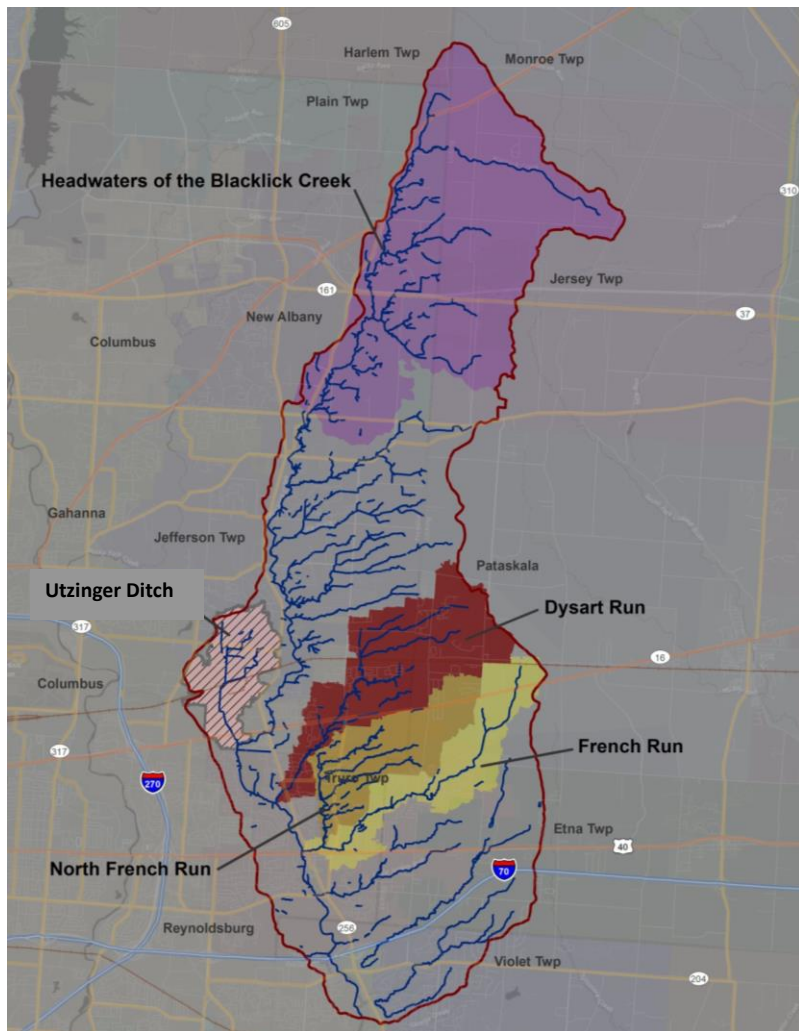 605
Harlem Twp
Monroe Twp
Plain Twp
Headwaters of the Blacklick Creek
310
Jersey Twp
161
New Albany
37
Columbus
Gahanna
Jefferson Twp
Pataskala
Utzinger Ditch
Dysart Run
317
16
Columbus
317
French Run
270
Truro Twp
Etna Twp
40
North French Run
70
Reynoldsburg
256
Violet Twp
204